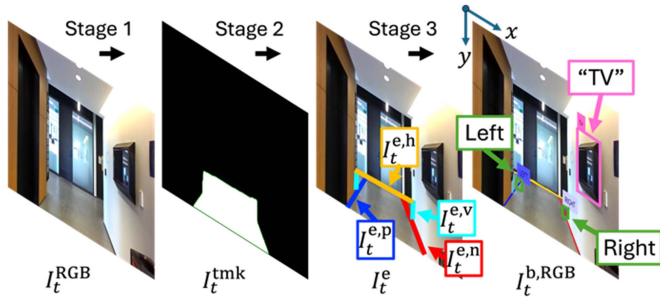 Stage 1
Stage 2
Stage 3
x
y
“TV”
Left
I_t^{e,h}
I_t^{e,v}
I_t^{e,p}
I_t^{e,n}
RIGHT
Right
I_t^{RGB}
I_t^{tmk}
I_t^{e}
I_t^{b,RGB}